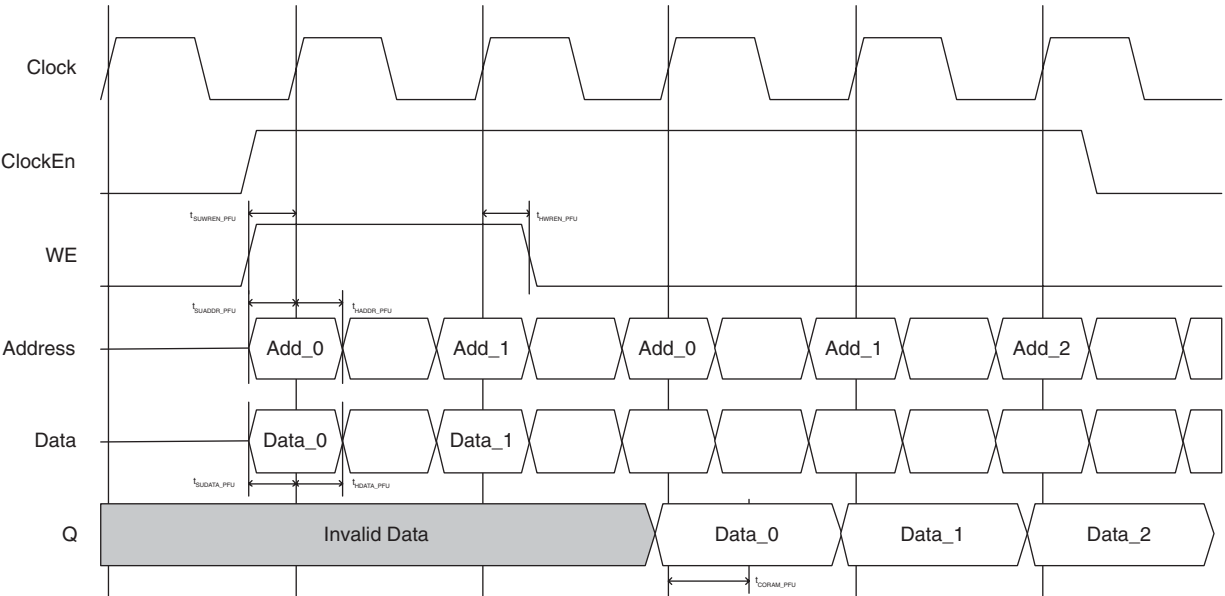 Clock
ClockEn
tSUWREN_PFU tHWREN_PFU
WE
tSUADDR_PFU tHADDR_PFU
Address Add_0 Add_1 Add_0 Add_1 Add_2
Data Data_0 Data_1
tSUDATA_PFU tHDATA_PFU
Q Invalid Data Data_0 Data_1 Data_2
tCORAM_PFU